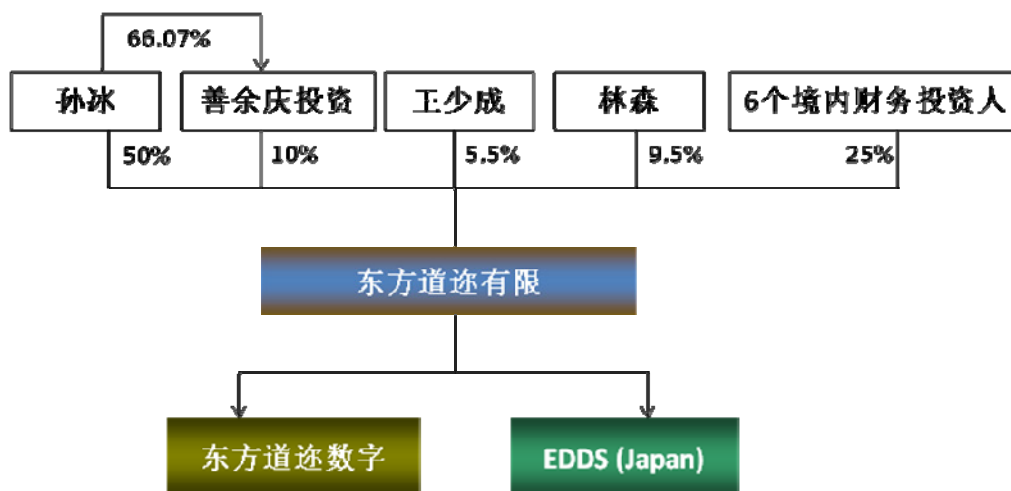 66.07%
孙冰
善余庆投资
王少成
林森
6个境内财务投资人
50%
10%
5.5%
9.5%
25%
东方道迩有限
东方道迩数字
EDDS (Japan)